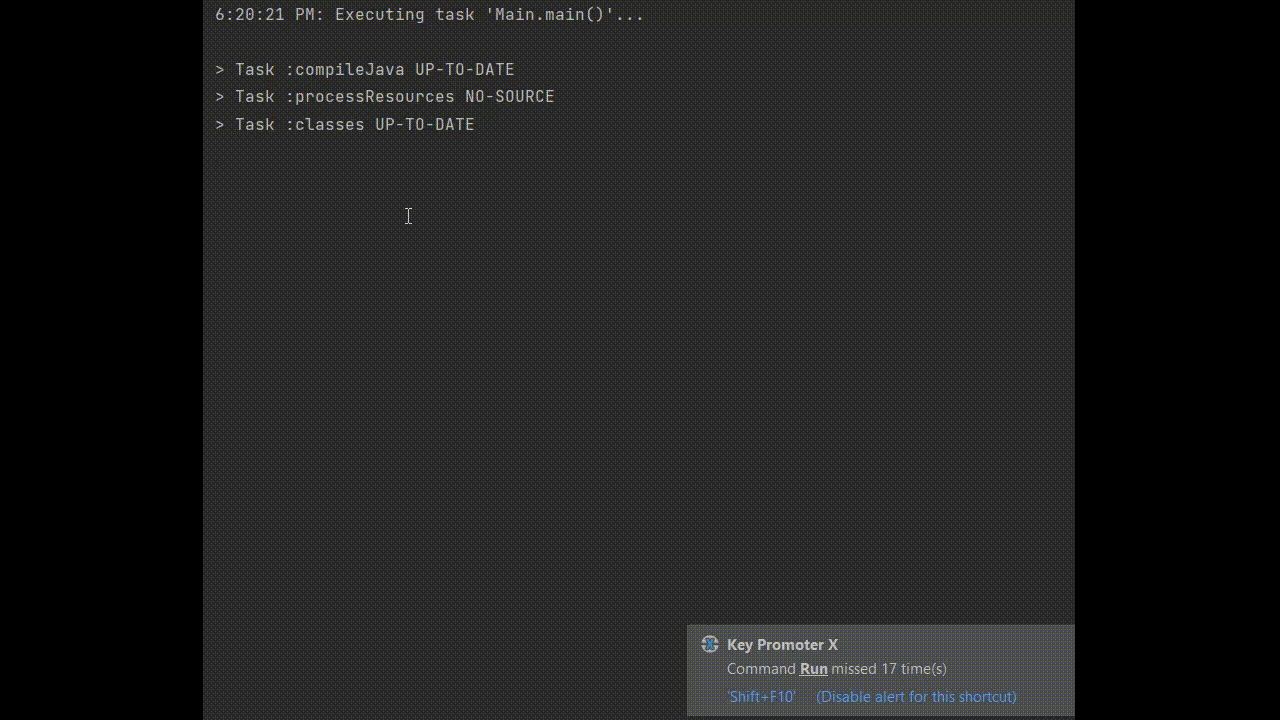 6:20:21 PM: Executing task 'Main.main()'...
> Task :compileJava UP-TO-DATE
> Task :processResources NO-SOURCE
> Task :classes UP-TO-DATE
Key Promoter X
Command Run missed 17 time(s)
'Shift+F10' (Disable alert for this shortcut)